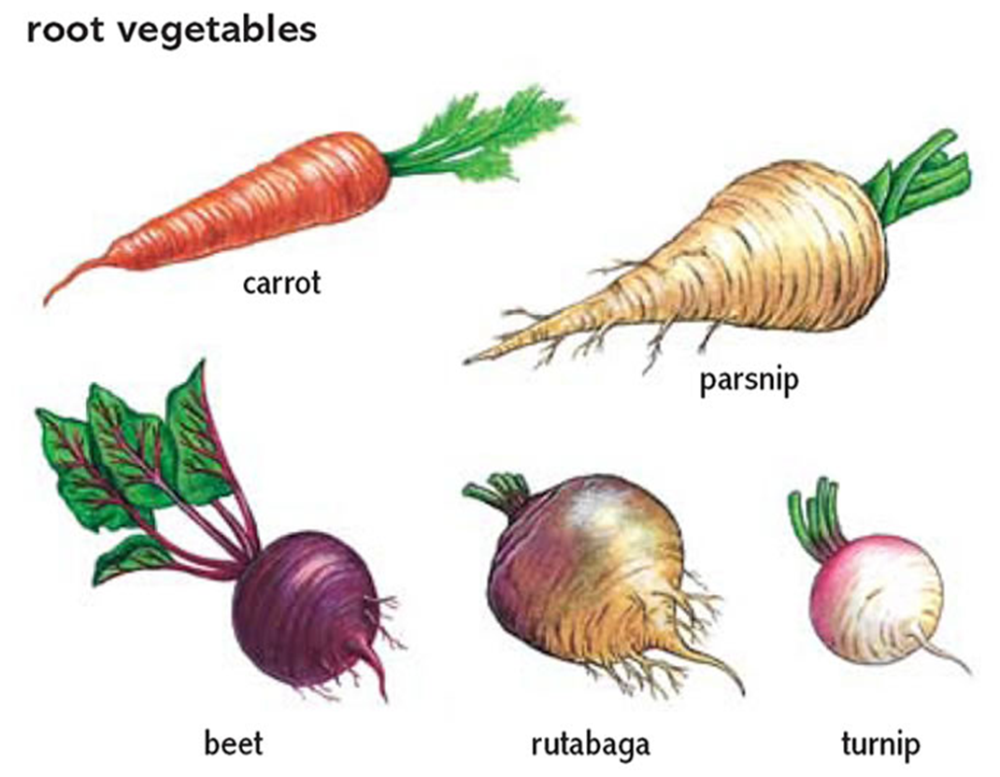 root vegetables
carrot
parsnip
beet
rutabaga
turnip